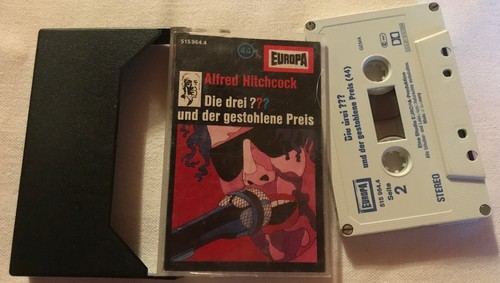 515 964.4
44
EUROPA
Alfred Hitchcock
Die drei ???
und der gestohlene Preis
Die drei ???
und der gestohlene Preis (44)
EUROPA
515 964.4
Seite
2
STEREO